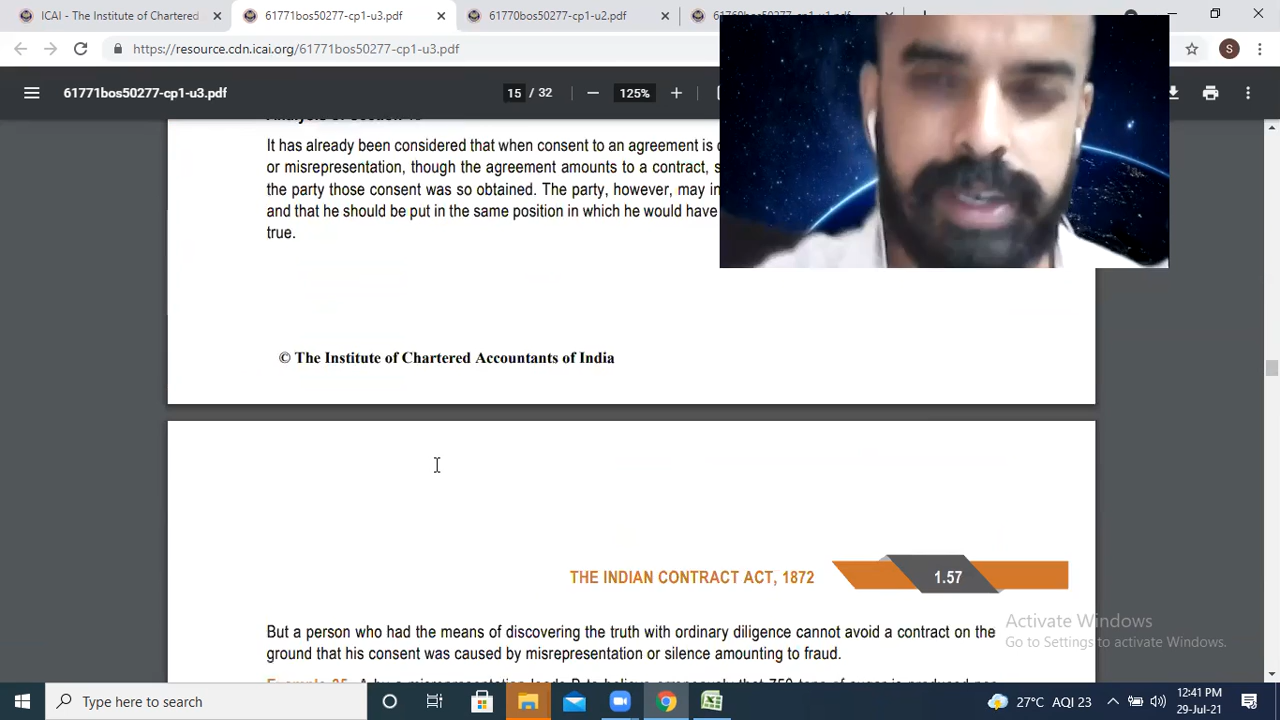 ICAI - The Institute of Chartered
61771bos50277-cp1-u3.pdf
61770bos50277-cp1-u2.pdf
https://resource.cdn.icai.org/61771bos50277-cp1-u3.pdf
S
61771bos50277-cp1-u3.pdf
15 / 32
125%
It has already been considered that when consent to an agreement is
or misrepresentation, though the agreement amounts to a contract,
the party those consent was so obtained. The party, however, may
and that he should be put in the same position in which he would have
true.
© The Institute of Chartered Accountants of India
THE INDIAN CONTRACT ACT, 1872
1.57
But a person who had the means of discovering the truth with ordinary diligence cannot avoid a contract on the
ground that his consent was caused by misrepresentation or silence amounting to fraud.
Activate Windows
Go to Settings to activate Windows.
Type here to search
27°C AQI 23
12:41 PM
29-Jul-21